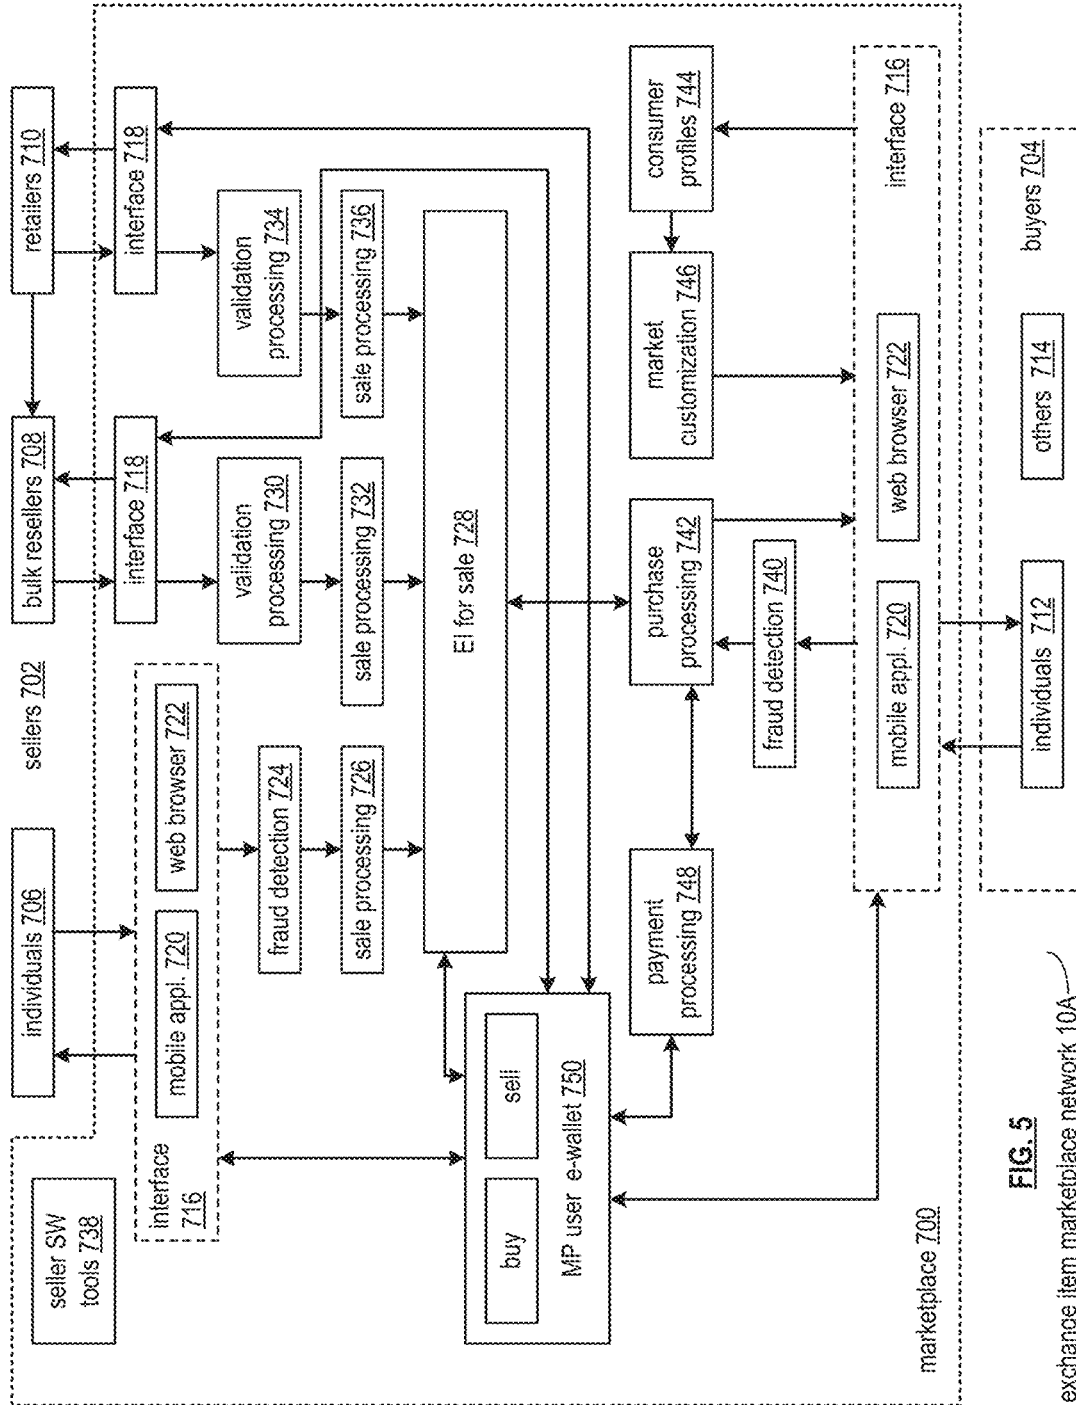 sellers 702
individuals 706
bulk resellers 708
retailers 710
seller SW
tools 738
interface
716
mobile appl. 720
web browser 722
interface 718
interface 718
fraud detection 724
validation
processing 730
validation
processing 734
sale processing 726
sale processing 732
sale processing 736
EI for sale 728
buy
sell
MP user e-wallet 750
payment
processing 748
purchase
processing 742
market
customization 746
consumer
profiles 744
fraud detection 740
mobile appl. 720
web browser 722
interface 716
marketplace 700
individuals 712
others 714
buyers 704
FIG. 5
exchange item marketplace network 10A